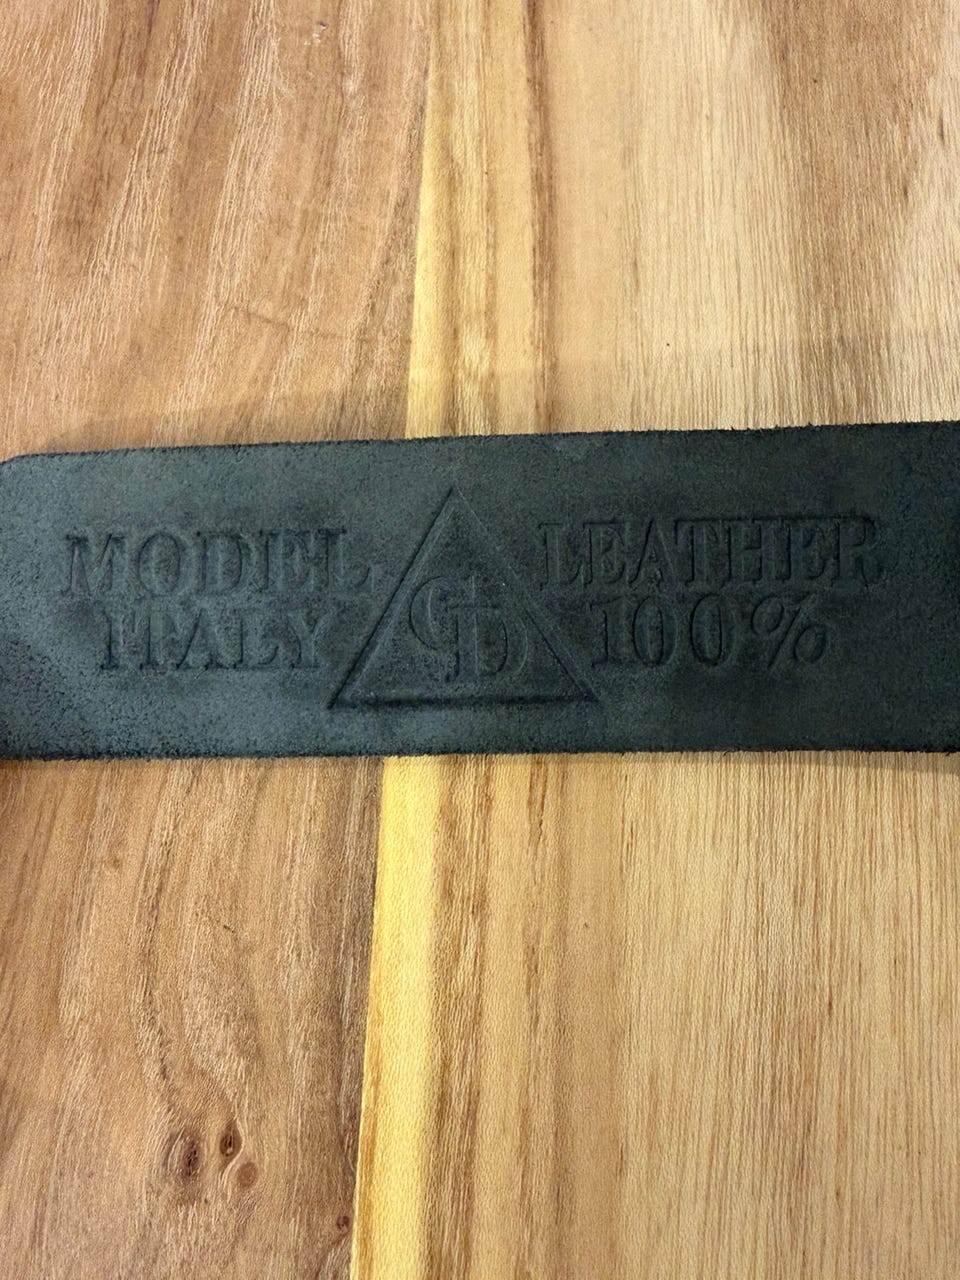 MODEL
ITALY
GD
LEATHER
100%